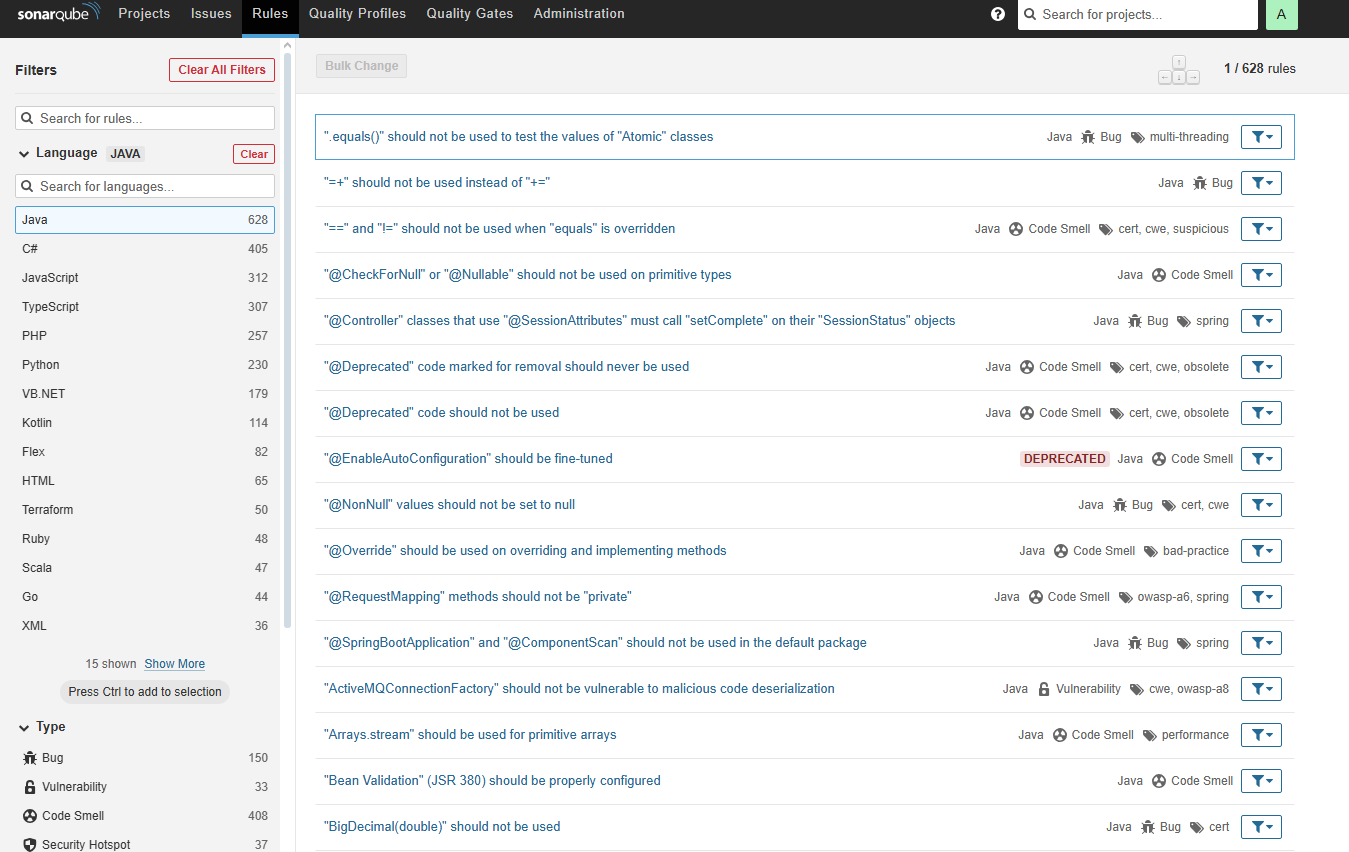 sonarqube Projects Issues Rules Quality Profiles Quality Gates Administration ? Search for projects... A
Filters Clear All Filters
Search for rules...
Language JAVA Clear
Search for languages...
Java 628
C# 405
JavaScript 312
TypeScript 307
PHP 257
Python 230
VB.NET 179
Kotlin 114
Flex 82
HTML 65
Terraform 50
Ruby 48
Scala 47
Go 44
XML 36
15 shown Show More
Press Ctrl to add to selection
Type
Bug 150
Vulnerability 33
Code Smell 408
Security Hotspot 37
Bulk Change ↑ ← ↓ → 1 / 628 rules
".equals()" should not be used to test the values of "Atomic" classes Java Bug multi-threading
"=+" should not be used instead of "+=" Java Bug
"==" and "!=" should not be used when "equals" is overridden Java Code Smell cert, cwe, suspicious
"@CheckForNull" or "@Nullable" should not be used on primitive types Java Code Smell
"@Controller" classes that use "@SessionAttributes" must call "setComplete" on their "SessionStatus" objects Java Bug spring
"@Deprecated" code marked for removal should never be used Java Code Smell cert, cwe, obsolete
"@Deprecated" code should not be used Java Code Smell cert, cwe, obsolete
"@EnableAutoConfiguration" should be fine-tuned DEPRECATED Java Code Smell
"@NonNull" values should not be set to null Java Bug cert, cwe
"@Override" should be used on overriding and implementing methods Java Code Smell bad-practice
"@RequestMapping" methods should not be "private" Java Code Smell owasp-a6, spring
"@SpringBootApplication" and "@ComponentScan" should not be used in the default package Java Bug spring
"ActiveMQConnectionFactory" should not be vulnerable to malicious code deserialization Java Vulnerability cwe, owasp-a8
"Arrays.stream" should be used for primitive arrays Java Code Smell performance
"Bean Validation" (JSR 380) should be properly configured Java Code Smell
"BigDecimal(double)" should not be used Java Bug cert